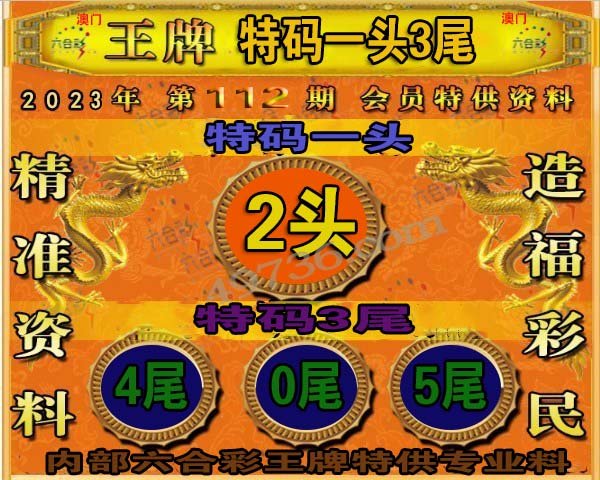 澳门
六合彩
王牌 特码一头3尾
澳门
六合彩
2023年 第112期 会员特供资料
特码一头
精准资料
2头
造福彩民
特码3尾
4尾 0尾 5尾
内部六合彩王牌特供专业料